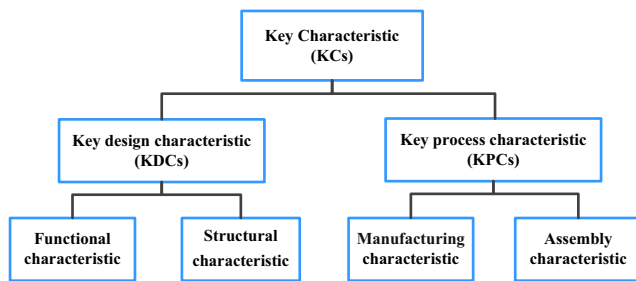 Key Characteristic
(KCs)
Key design characteristic
(KDCs)
Key process characteristic
(KPCs)
Functional
characteristic
Structural
characteristic
Manufacturing
characteristic
Assembly
characteristic